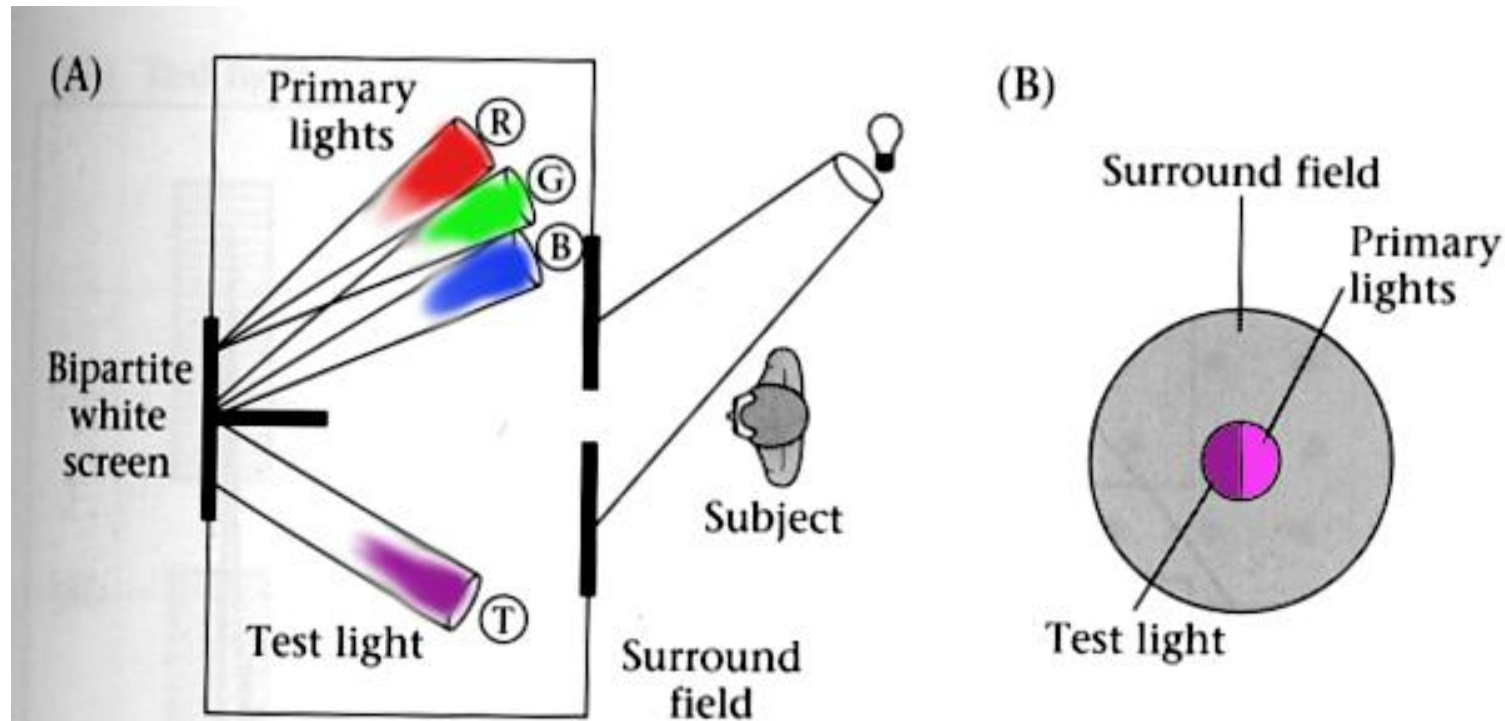 (A)
Primary
lights
R
G
B
Bipartite
white
screen
Test light
T
Subject
Surround
field
(B)
Surround field
Primary
lights
Test light